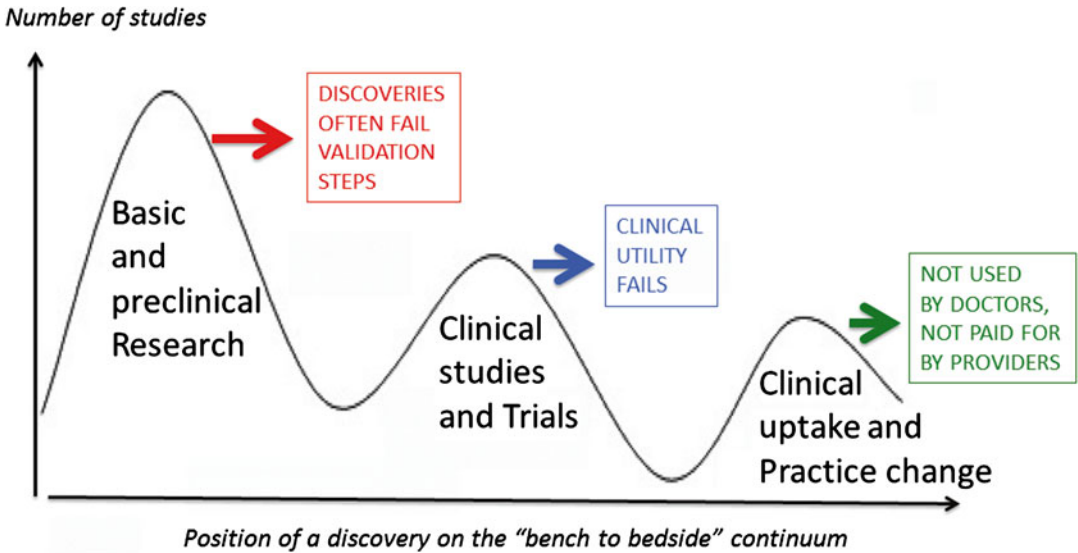 Number of studies
DISCOVERIES
OFTEN FAIL
VALIDATION
STEPS
Basic
and
preclinical
Research
CLINICAL
UTILITY
FAILS
Clinical
studies
and Trials
NOT USED
BY DOCTORS,
NOT PAID FOR
BY PROVIDERS
Clinical
uptake and
Practice change
Position of a discovery on the “bench to bedside” continuum